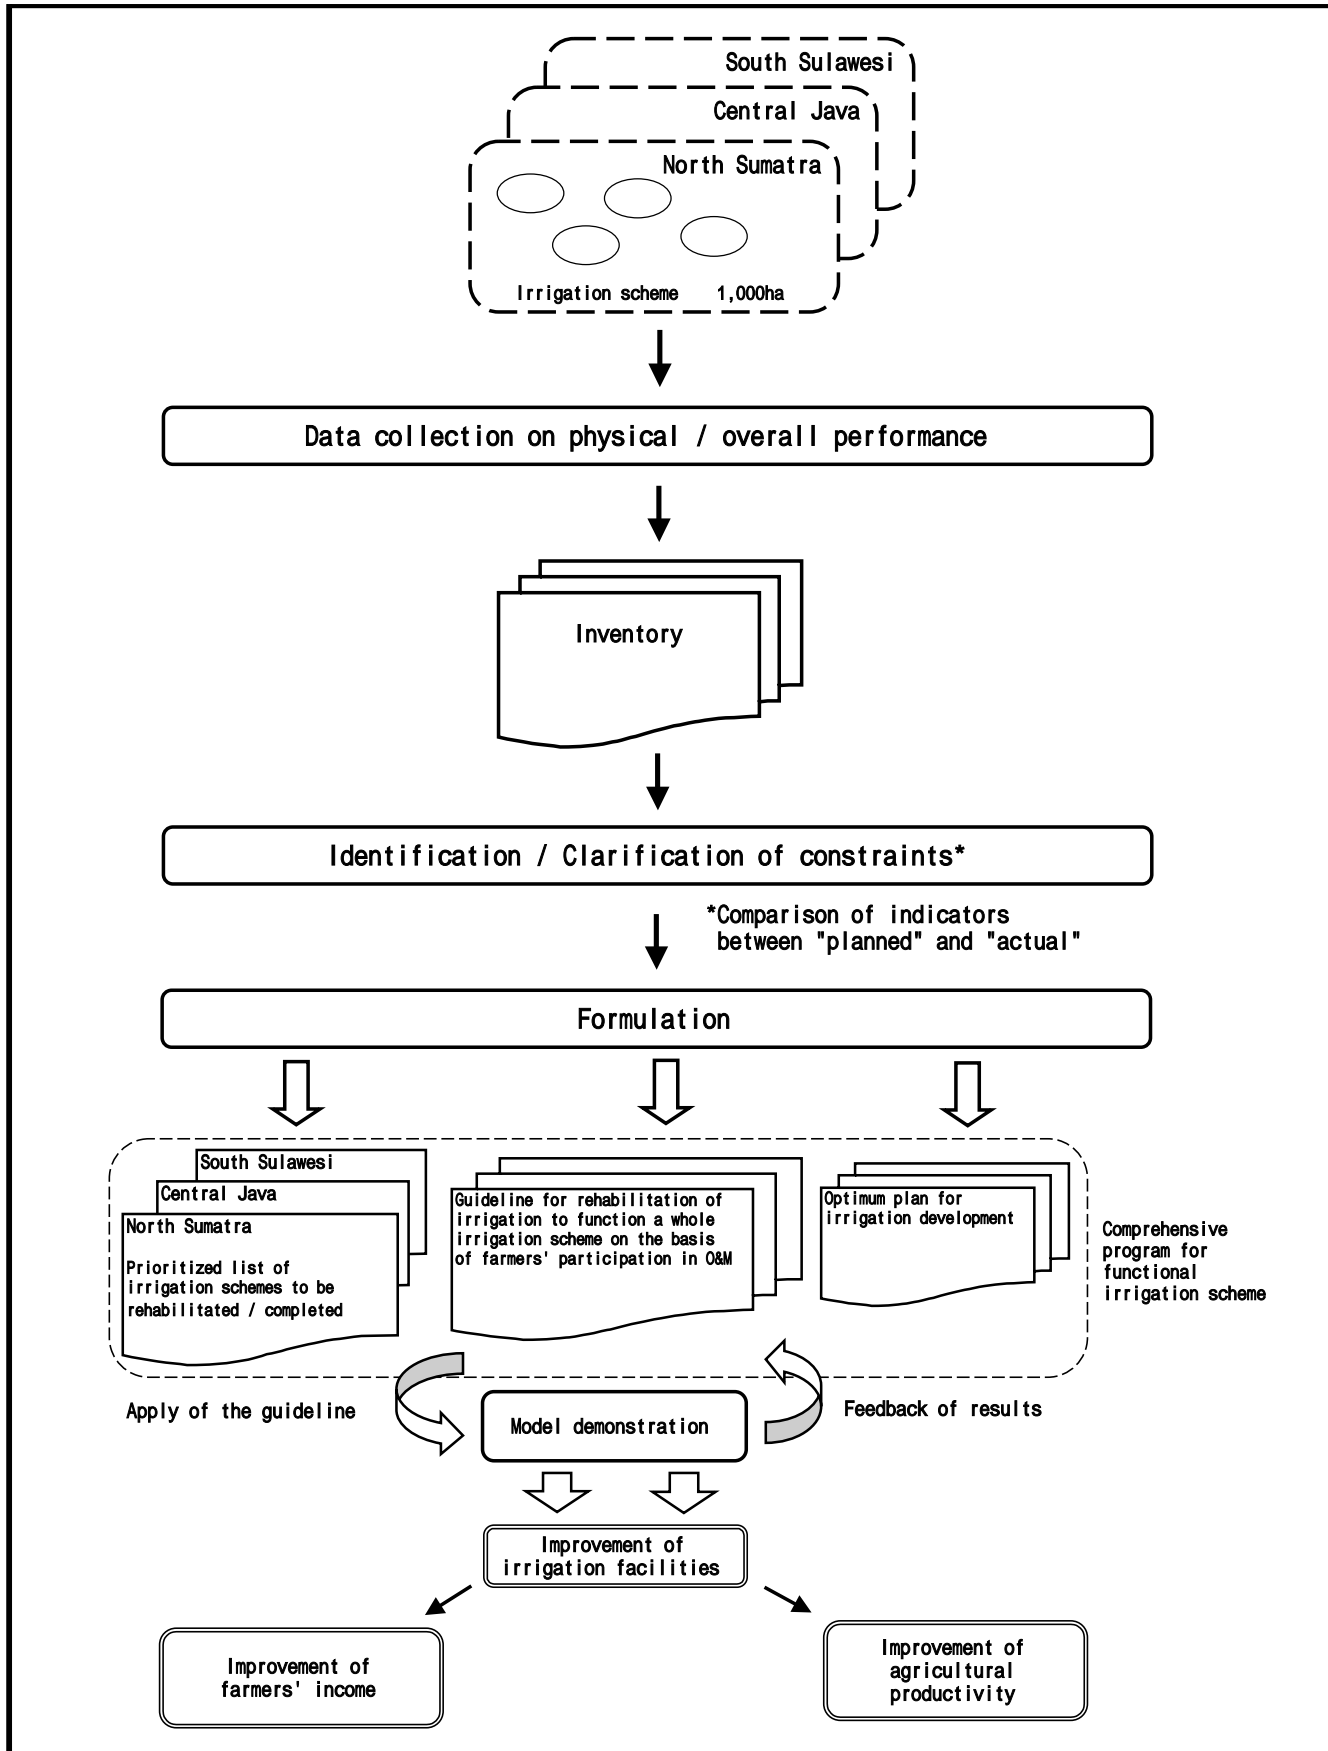 South Sulawesi
Central Java
North Sumatra
Irrigation scheme 1,000ha
Data collection on physical / overall performance
Inventory
Identification / Clarification of constraints*
*Comparison of indicators
between "planned" and "actual"
Formulation
South Sulawesi
Central Java
North Sumatra
Prioritized list of
irrigation schemes to be
rehabilitated / completed
Guideline for rehabilitation of
irrigation to function a whole
irrigation scheme on the basis
of farmers' participation in O&M
Optimum plan for
irrigation development
Comprehensive
program for
functional
irrigation scheme
Apply of the guideline
Model demonstration
Feedback of results
Improvement of
irrigation facilities
Improvement of
farmers' income
Improvement of
agricultural
productivity